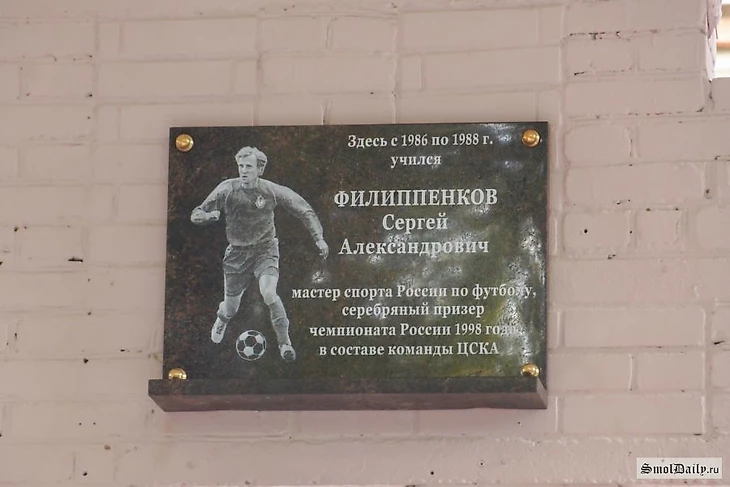 Здесь с 1986 по 1988 г.
учился
ФИЛИППЕНКОВ
Сергей
Александрович
мастер спорта России по футболу,
серебряный призер
чемпионата России 1998 года
в составе команды ЦСКА
SmolDaily.ru